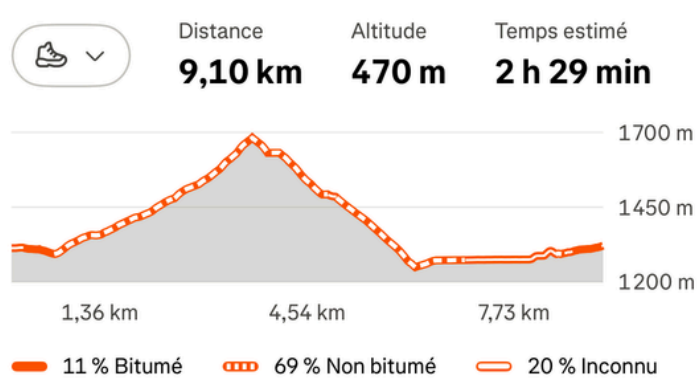 Distance Altitude Temps estimé
9,10 km 470 m 2 h 29 min
1700 m
1450 m
1200 m
1,36 km 4,54 km 7,73 km
11 % Bitumé 69 % Non bitumé 20 % Inconnu